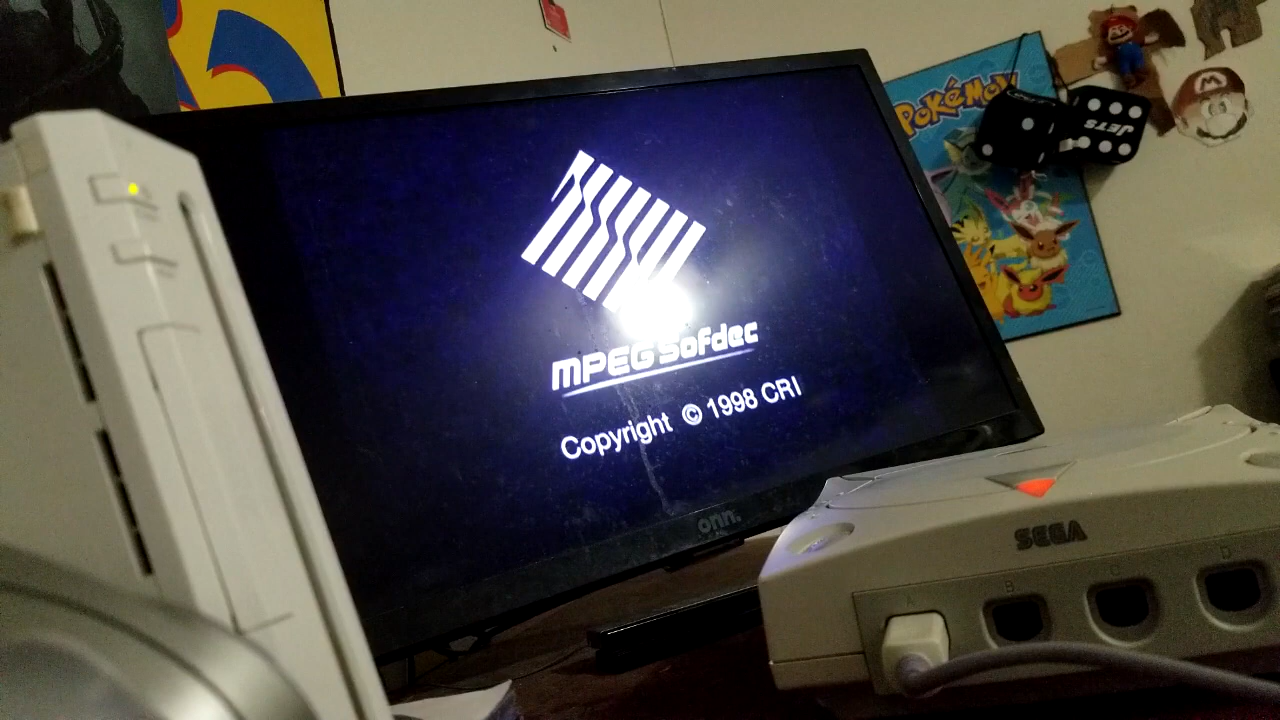 MPEG Sofdec
Copyright © 1998 CRI
onn.
POKéMON
JETS
M
SEGA
A
B
C
D